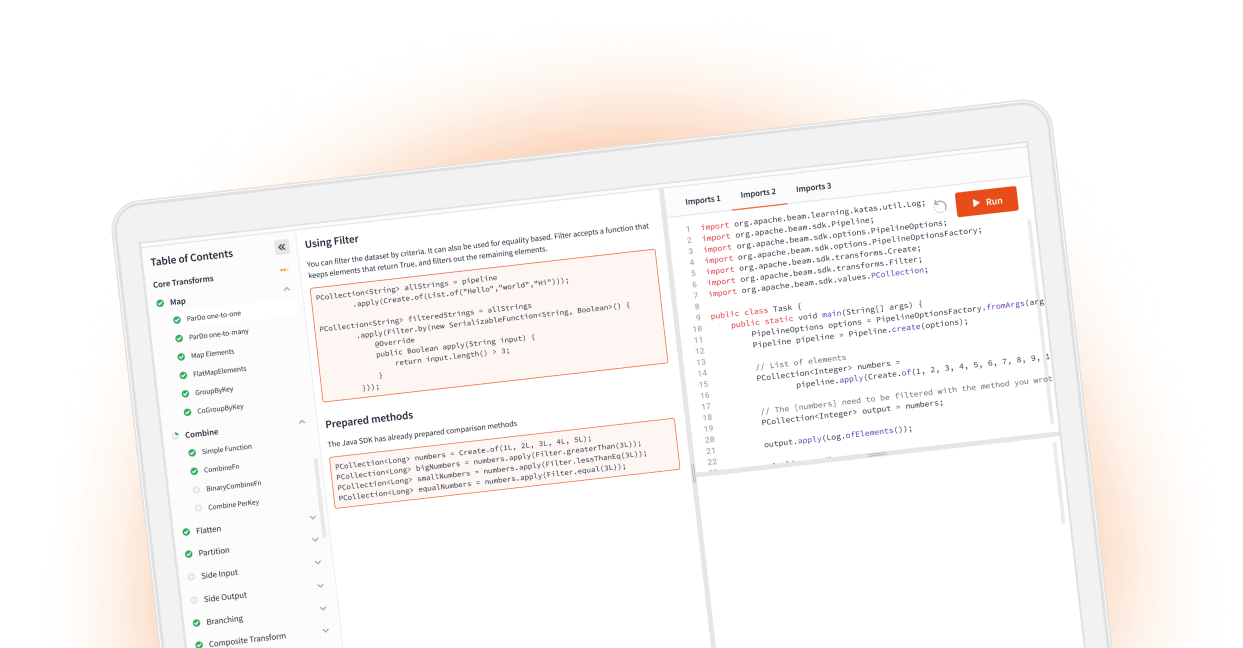 Table of Contents
Core Transforms
Map
ParDo one-to-one
ParDo one-to-many
Map Elements
FlatMapElements
GroupByKey
CoGroupByKey
Combine
Simple Function
CombineFn
BinaryCombineFn
Combine PerKey
Flatten
Partition
Side Input
Side Output
Branching
Composite Transform
Using Filter
You can filter the dataset by criteria. It can also be used for equality based. Filter accepts a function that
keeps elements that return True, and filters out the remaining elements.
PCollection<String> allStrings = pipeline
.apply(Create.of(List.of("Hello","world","Hi")));
PCollection<String> filteredStrings = allStrings
.apply(Filter.by(new SerializableFunction<String, Boolean>() {
@Override
public Boolean apply(String input) {
return input.length() > 3;
}
}));
Prepared methods
The Java SDK has already prepared comparison methods
PCollection<Long> numbers = Create.of(1L, 2L, 3L, 4L, 5L);
PCollection<Long> bigNumbers = numbers.apply(Filter.greaterThan(3L));
PCollection<Long> smallNumbers = numbers.apply(Filter.lessThanEq(3L));
PCollection<Long> equalNumbers = numbers.apply(Filter.equal(3L));
Imports 1
Imports 2
Imports 3
Run
1 import org.apache.beam.learning.katas.util.Log;
2 import org.apache.beam.sdk.Pipeline;
3 import org.apache.beam.sdk.options.PipelineOptions;
4 import org.apache.beam.sdk.options.PipelineOptionsFactory;
5 import org.apache.beam.sdk.transforms.Create;
6 import org.apache.beam.sdk.transforms.Filter;
7 import org.apache.beam.sdk.values.PCollection;
8
9 public class Task {
10 public static void main(String[] args) {
11 PipelineOptions options = PipelineOptionsFactory.fromArgs(arg
12 Pipeline pipeline = Pipeline.create(options);
13
14 // List of elements
15 PCollection<Integer> numbers =
16 pipeline.apply(Create.of(1, 2, 3, 4, 5, 6, 7, 8, 9, 1
17
18 // The [numbers] need to be filtered with the method you wrot
19 PCollection<Integer> output = numbers;
20
21 output.apply(Log.ofElements());
22